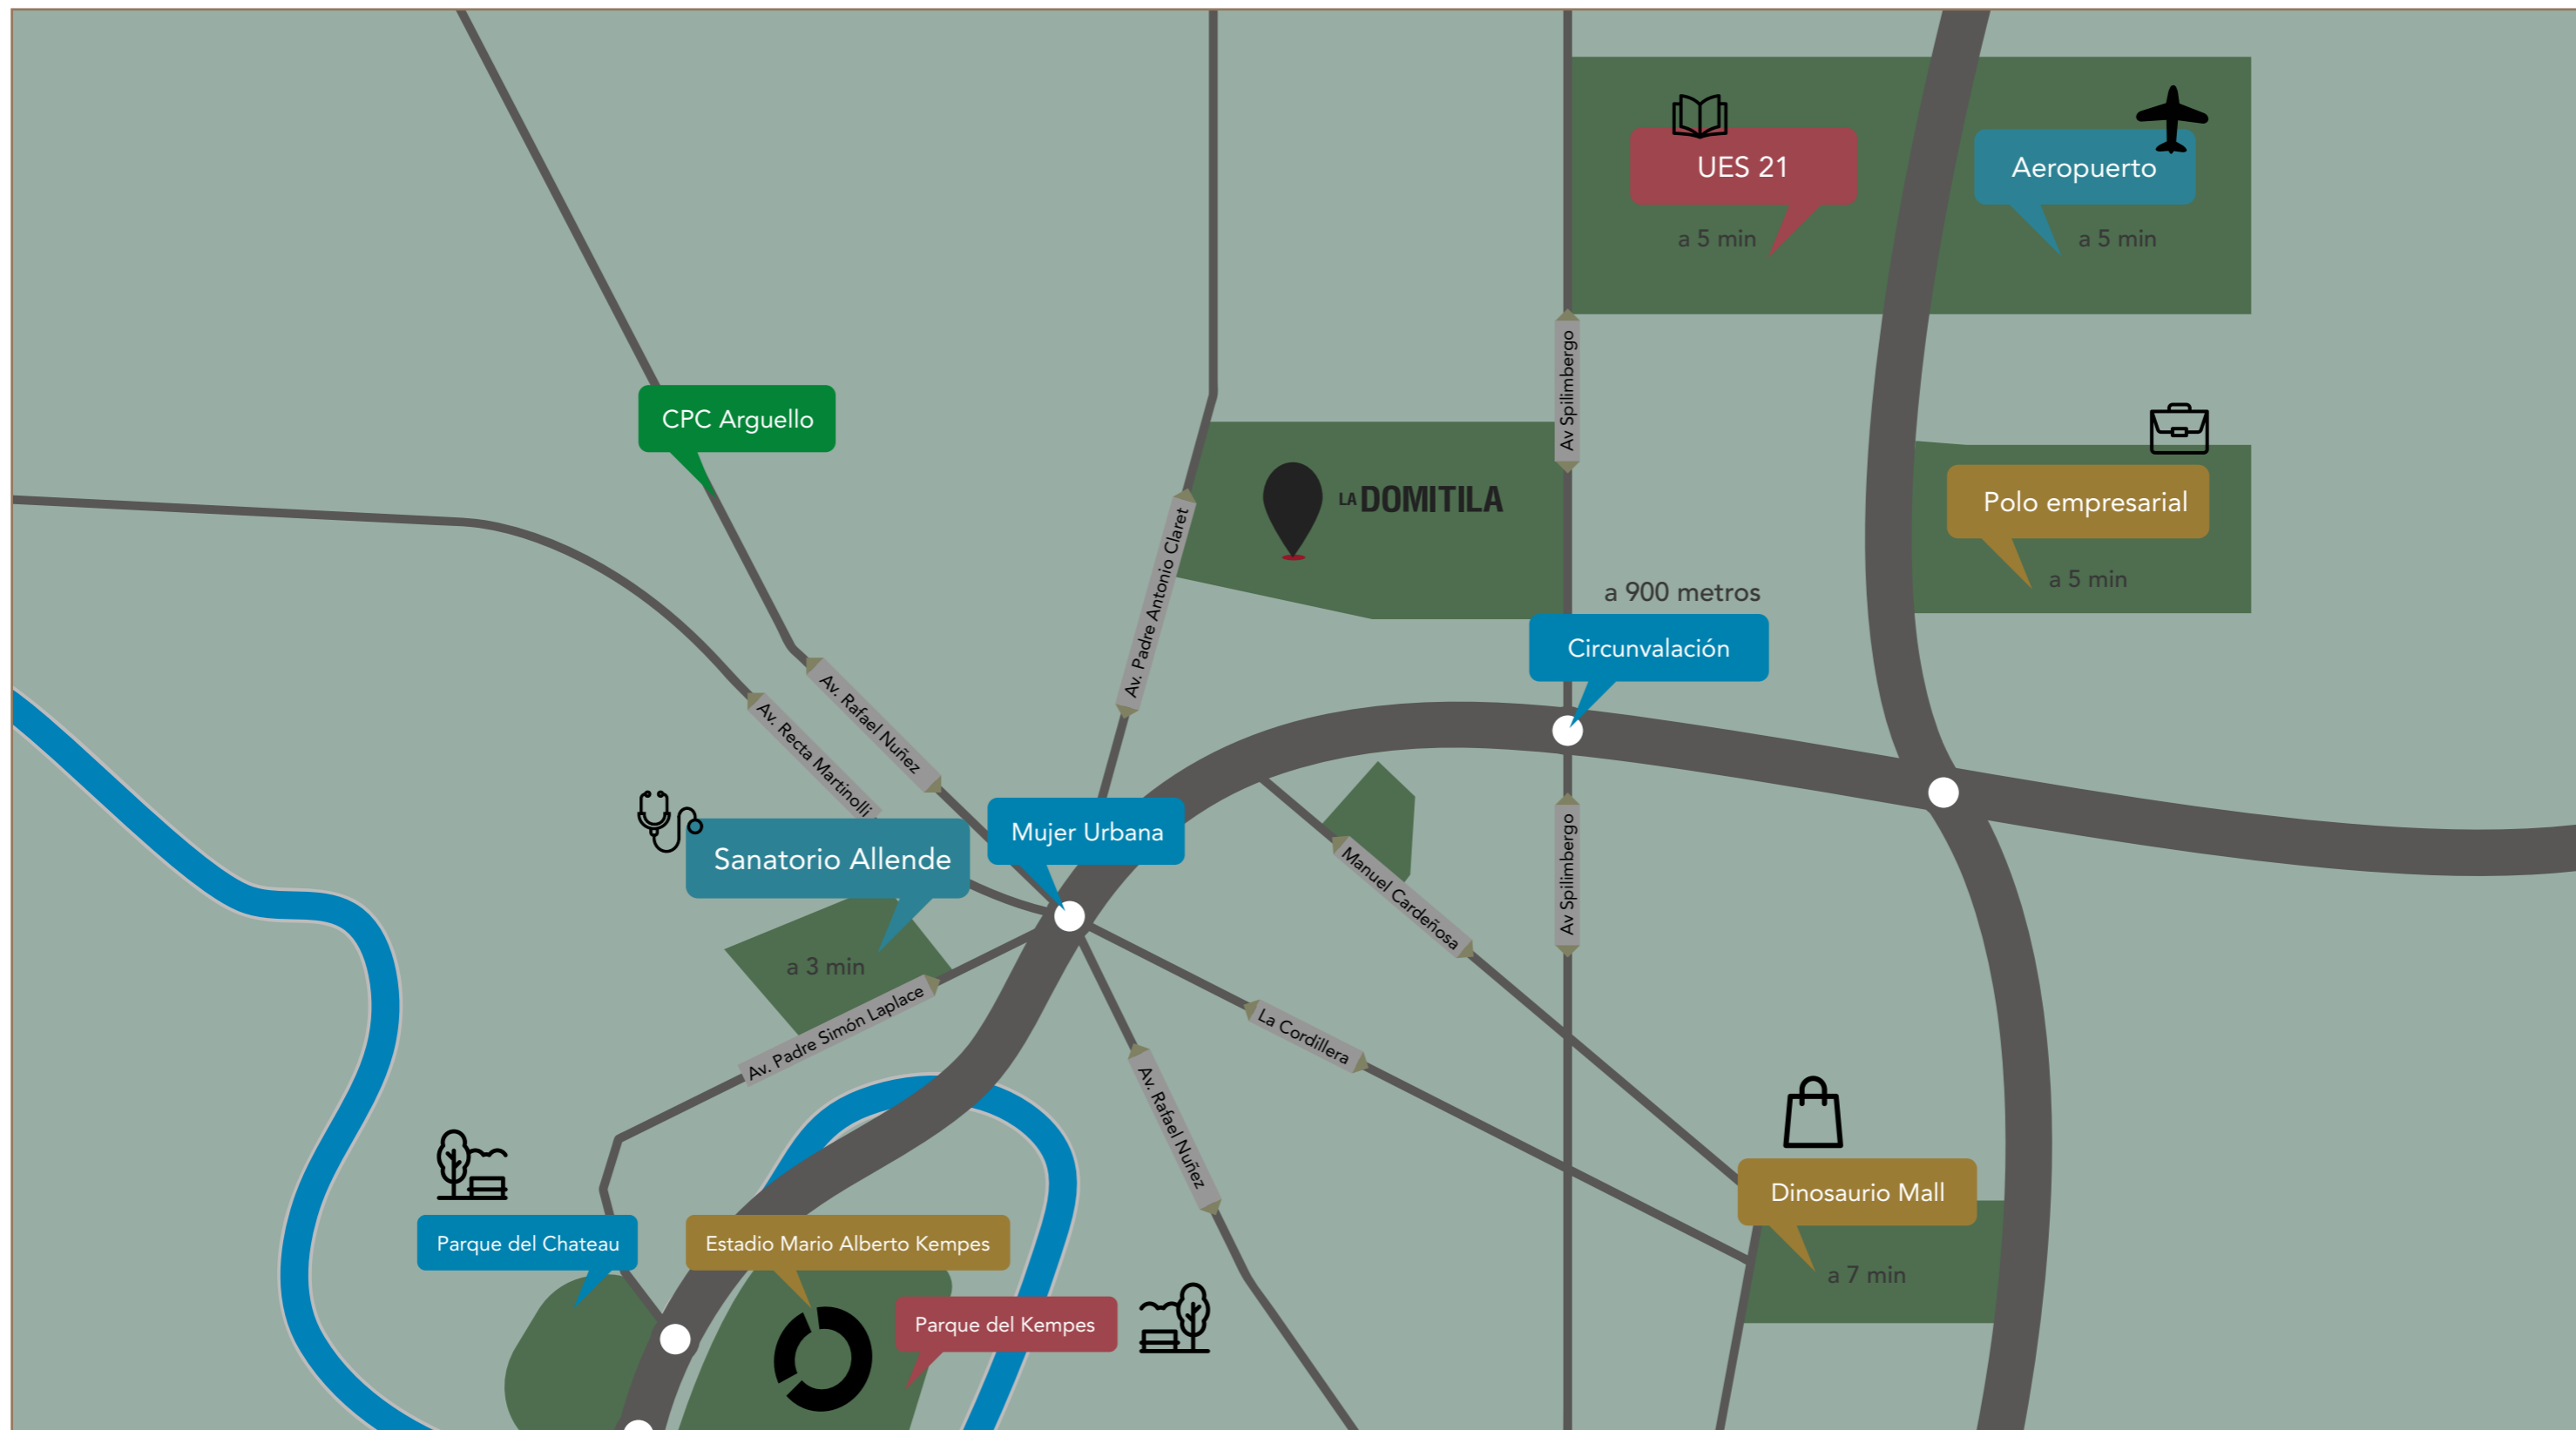 UES 21
a 5 min
Aeropuerto
a 5 min
Av Spilimbergo
CPC Arguello
LA DOMITILA
Polo empresarial
a 5 min
Av. Padre Antonio Claret
a 900 metros
Circunvalación
Av. Rafael Nuñez
Av. Recta Martinolli
Mujer Urbana
Sanatorio Allende
a 3 min
Manuel Cardeñosa
Av Spilimbergo
Av. Padre Simón Laplace
La Cordillera
Av. Rafael Nuñez
Dinosaurio Mall
a 7 min
Parque del Chateau
Estadio Mario Alberto Kempes
Parque del Kempes